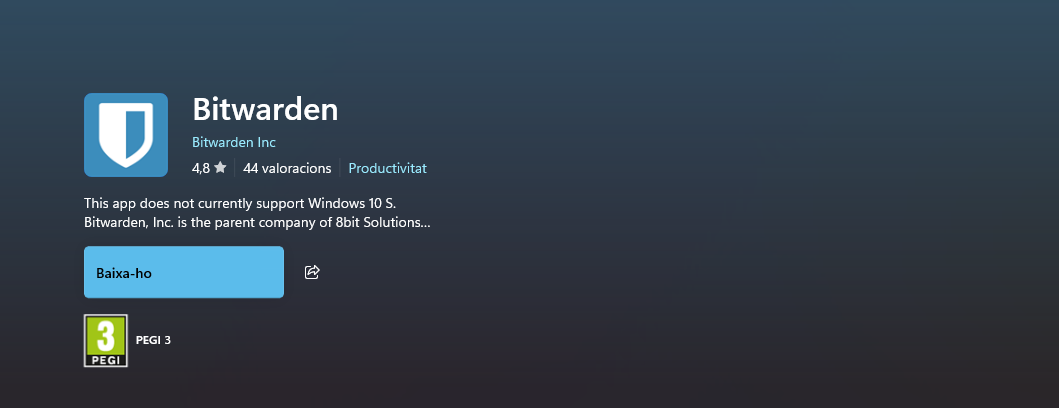 Bitwarden
Bitwarden Inc
4,8 44 valoracions Productivitat
This app does not currently support Windows 10 S.
Bitwarden, Inc. is the parent company of 8bit Solutions...
Baixa-ho
3
PEGI
PEGI 3